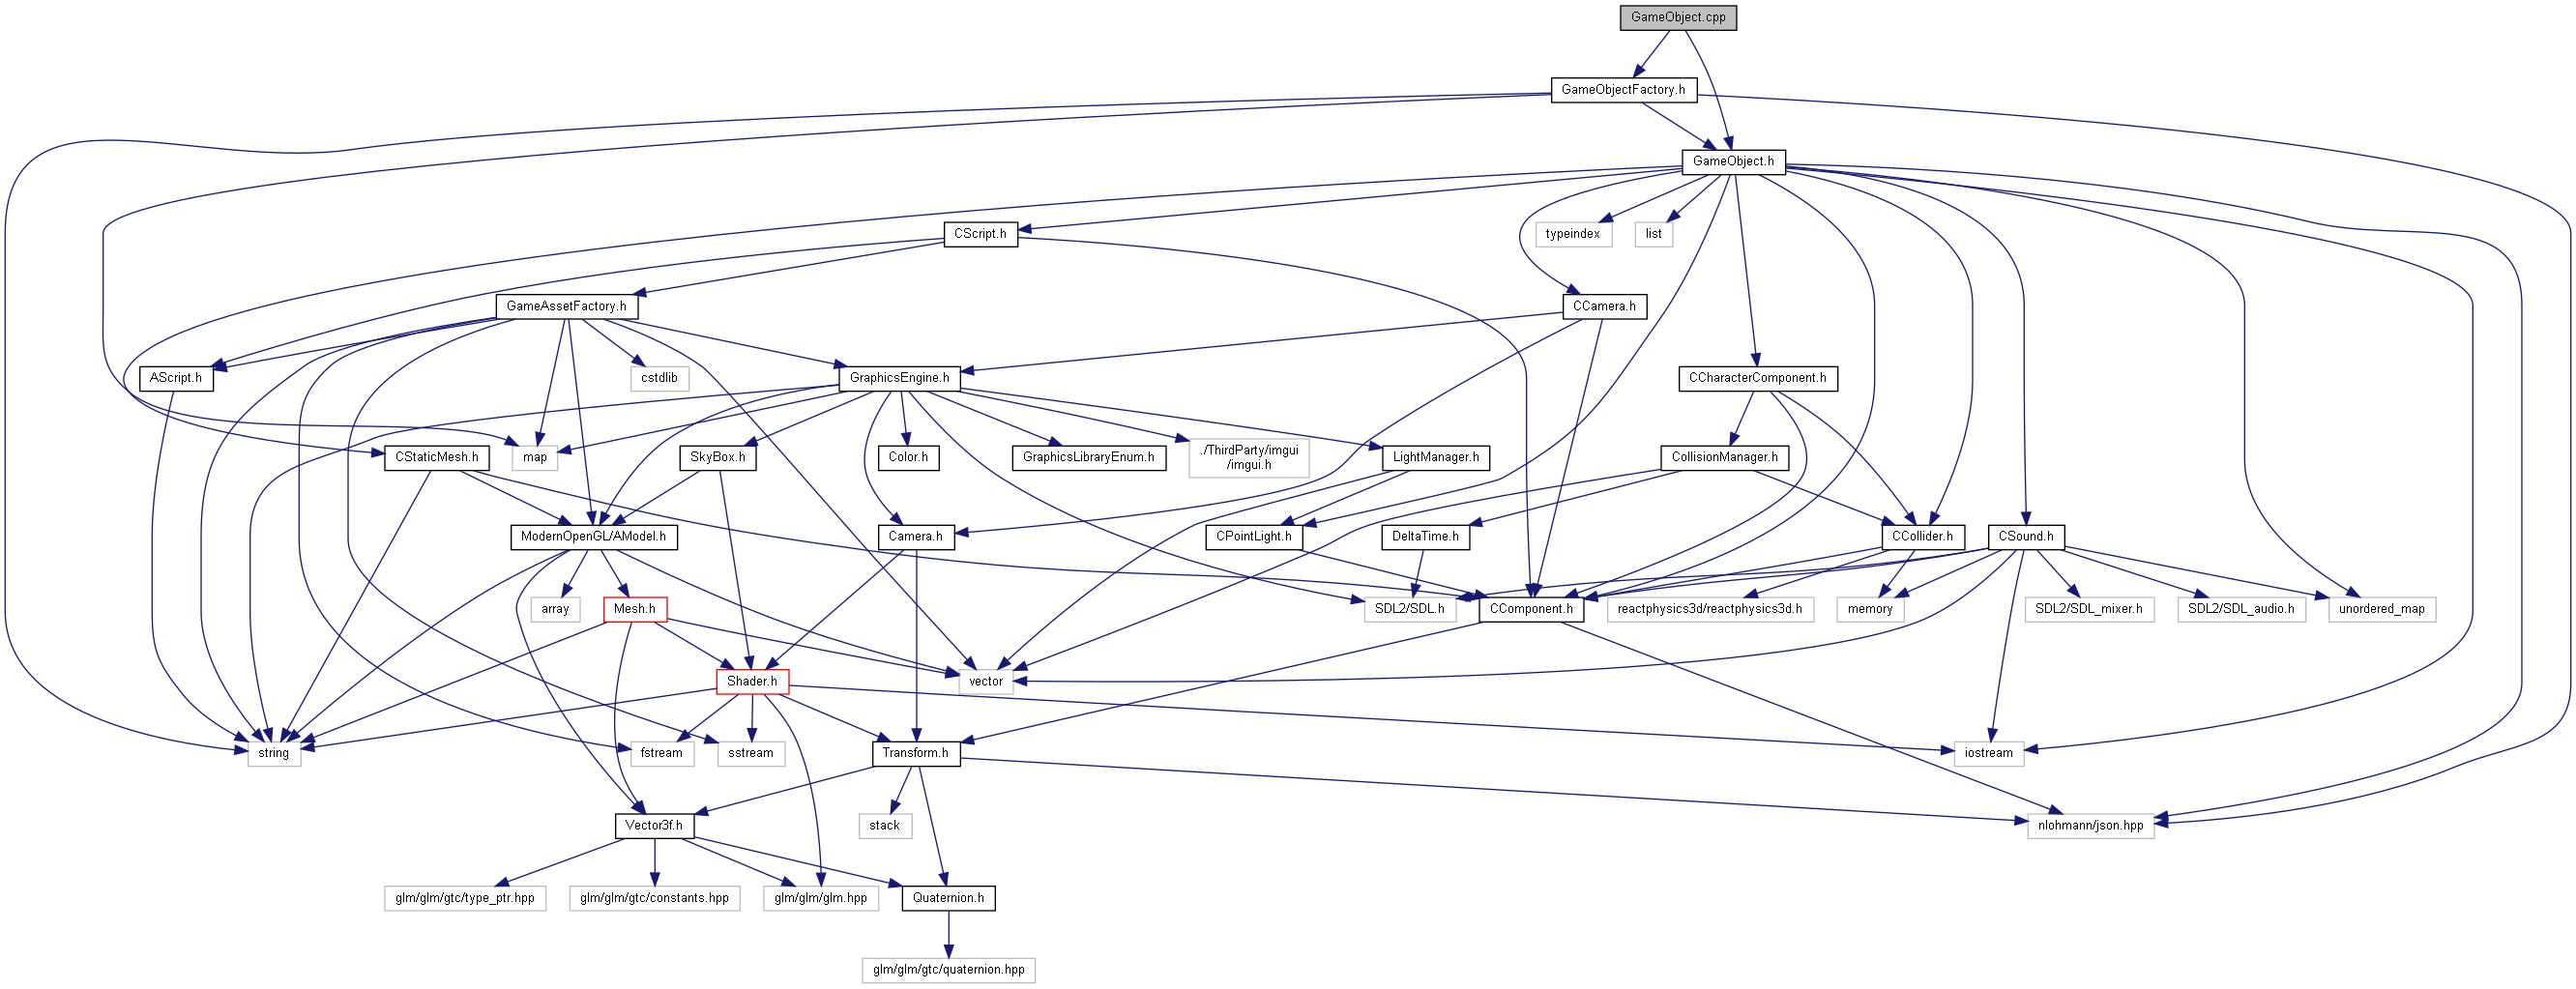 GameObject.cpp
GameObjectFactory.h
GameObject.h
CScript.h
typeindex
list
GameAssetFactory.h
CCamera.h
AScript.h
cstdlib
GraphicsEngine.h
CCharacterComponent.h
CStaticMesh.h
map
SkyBox.h
Color.h
GraphicsLibraryEnum.h
./ThirdParty/imgui
/imgui.h
LightManager.h
CollisionManager.h
ModernOpenGL/AModel.h
Camera.h
CPointLight.h
DeltaTime.h
CCollider.h
CSound.h
array
Mesh.h
SDL2/SDL.h
CComponent.h
reactphysics3d/reactphysics3d.h
memory
SDL2/SDL_mixer.h
SDL2/SDL_audio.h
unordered_map
Shader.h
vector
string
fstream
sstream
Transform.h
iostream
Vector3f.h
stack
nlohmann/json.hpp
glm/glm/gtc/type_ptr.hpp
glm/glm/gtc/constants.hpp
glm/glm/glm.hpp
Quaternion.h
glm/glm/gtc/quaternion.hpp